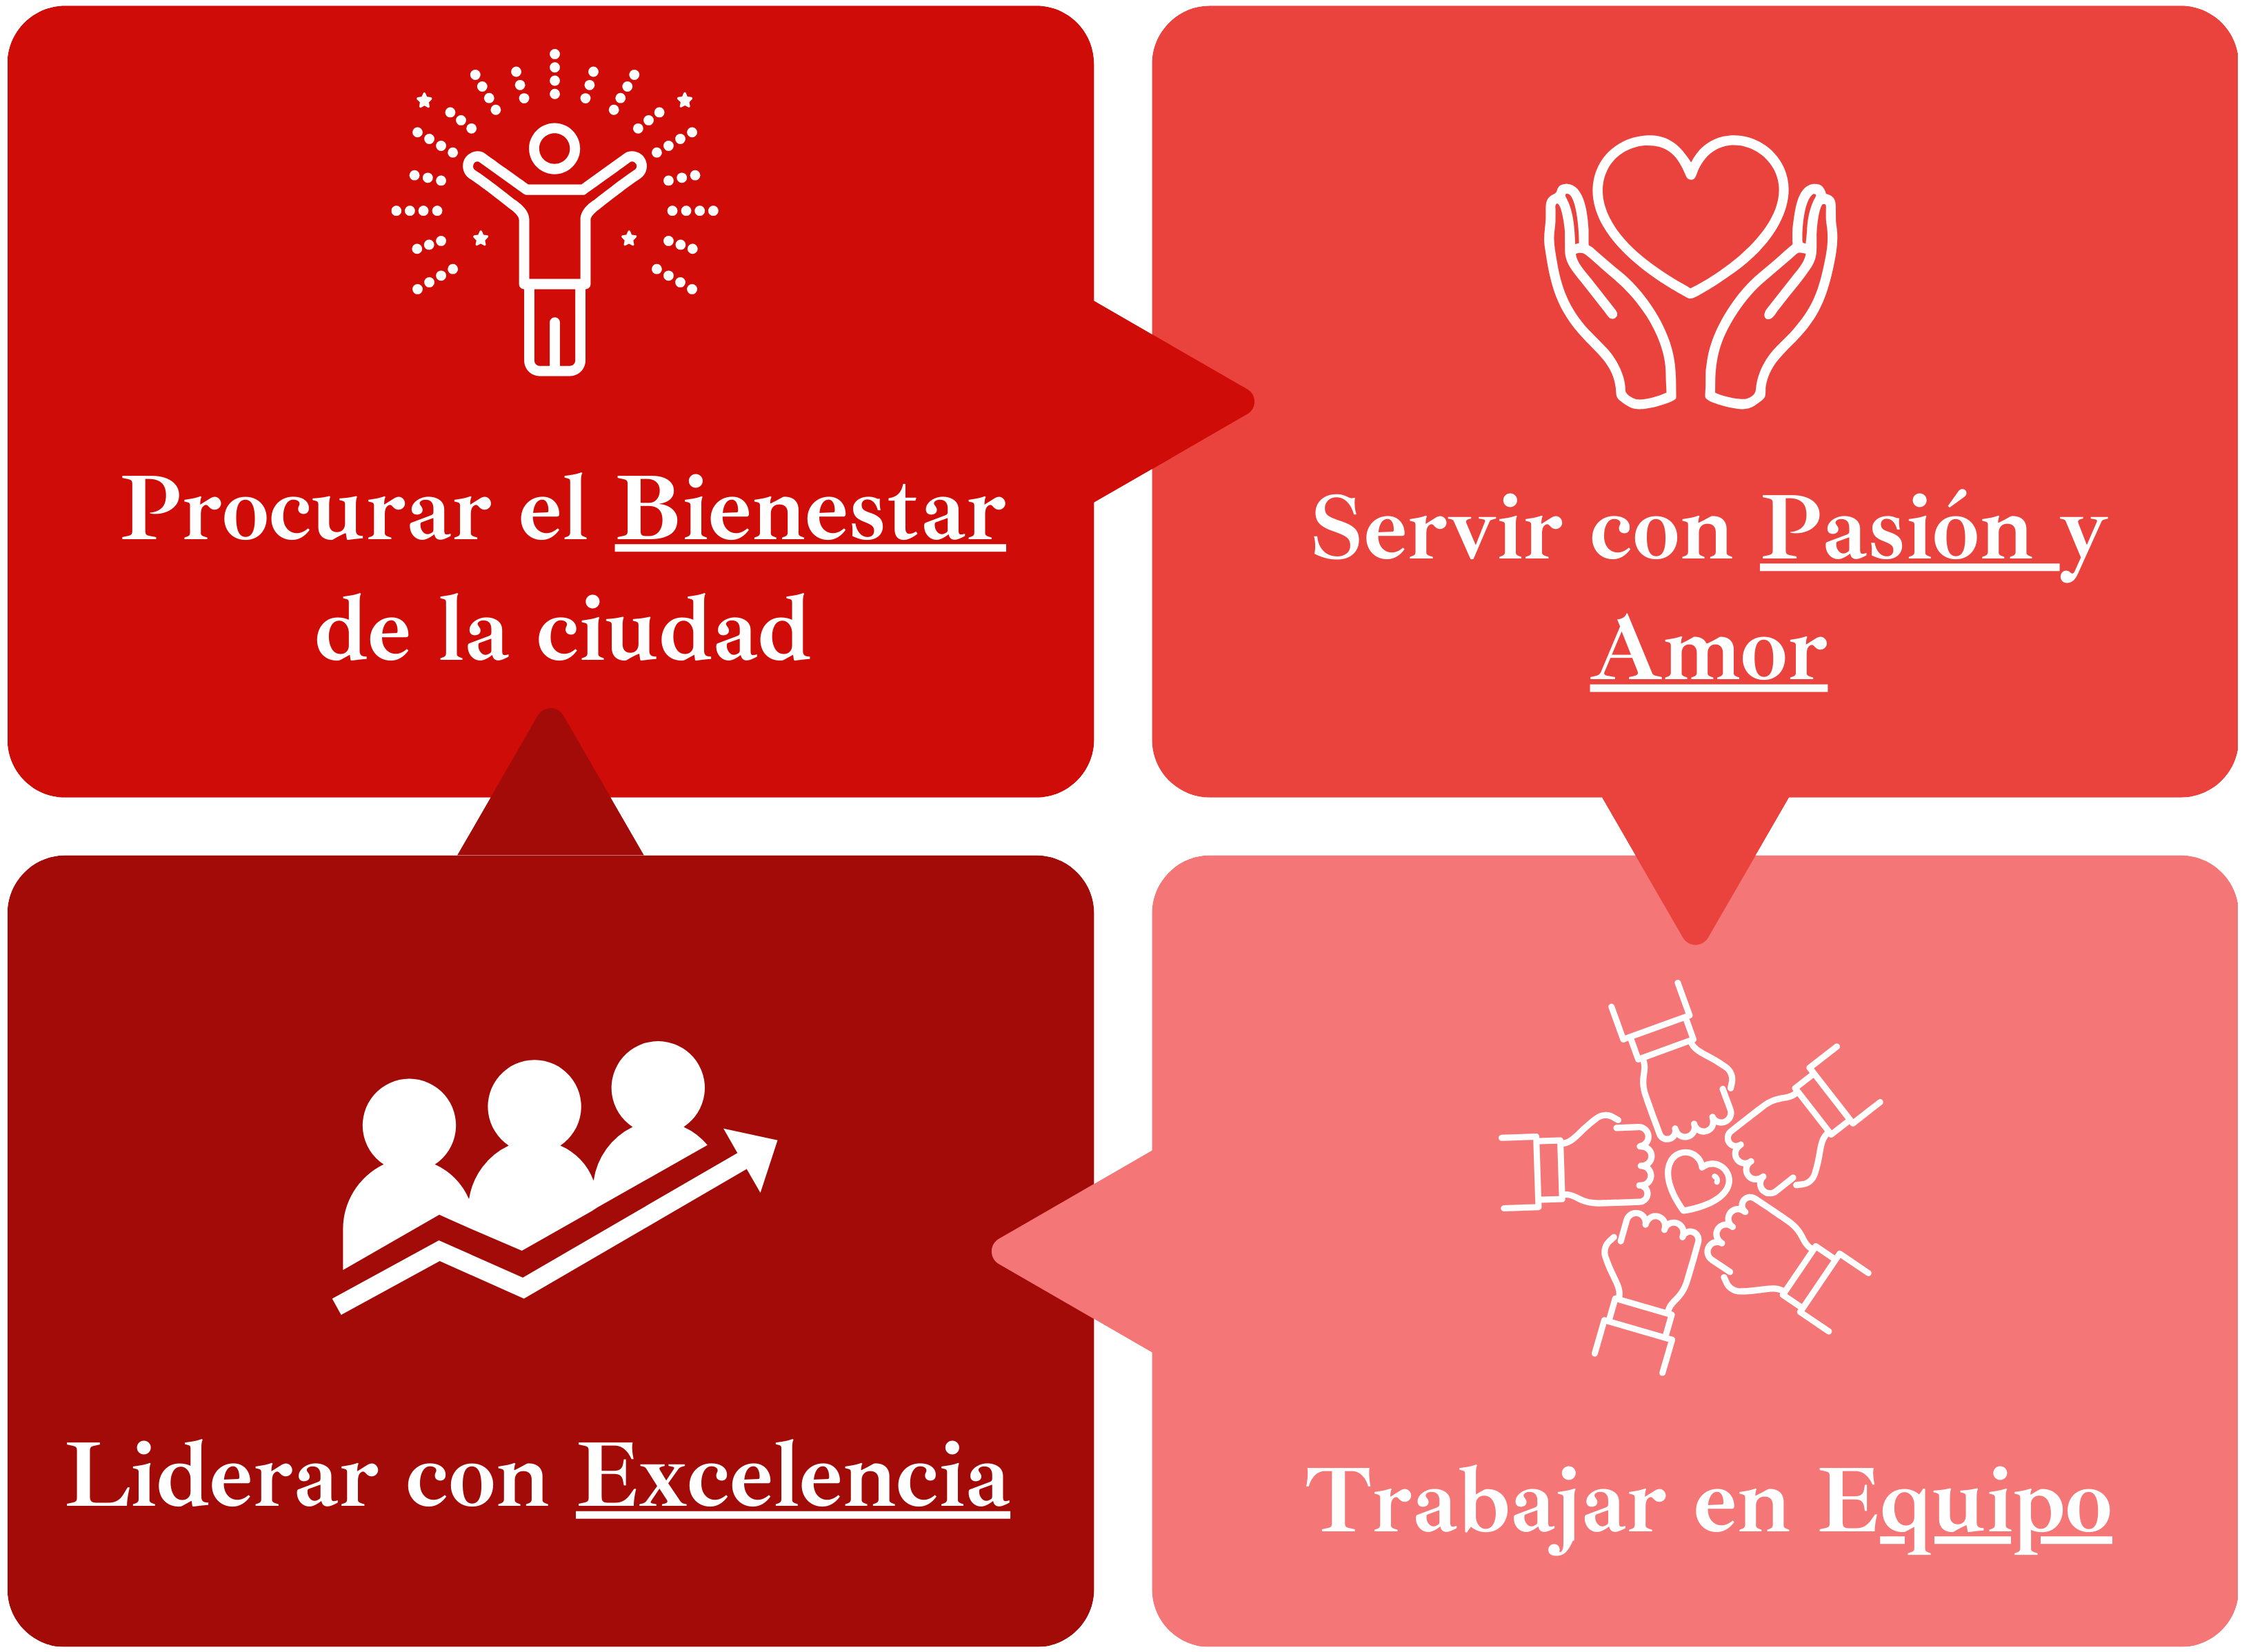 Procurar el Bienestar
de la ciudad
Servir con Pasión y
Amor
Liderar con Excelencia
Trabajar en Equipo